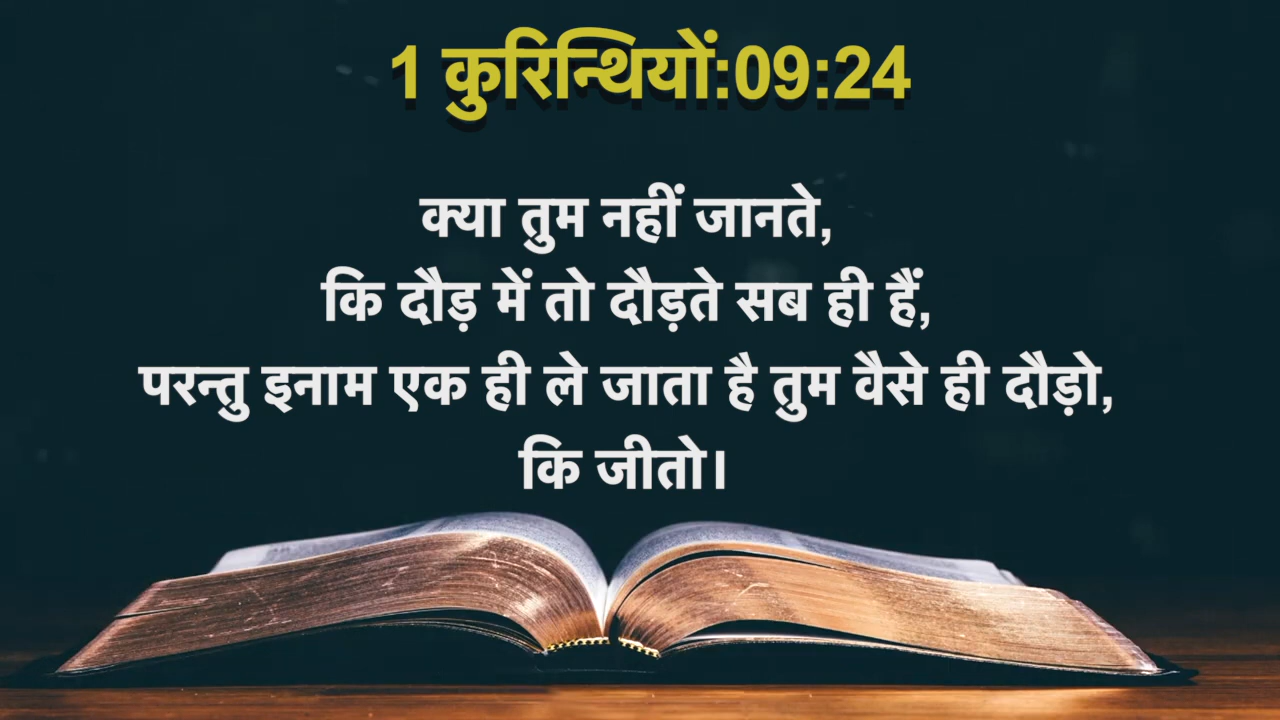 1 कुरिन्थियों:09:24
क्या तुम नहीं जानते,
कि दौड़ में तो दौड़ते सब ही हैं,
परन्तु इनाम एक ही ले जाता है तुम वैसे ही दौड़ो,
कि जीतो।